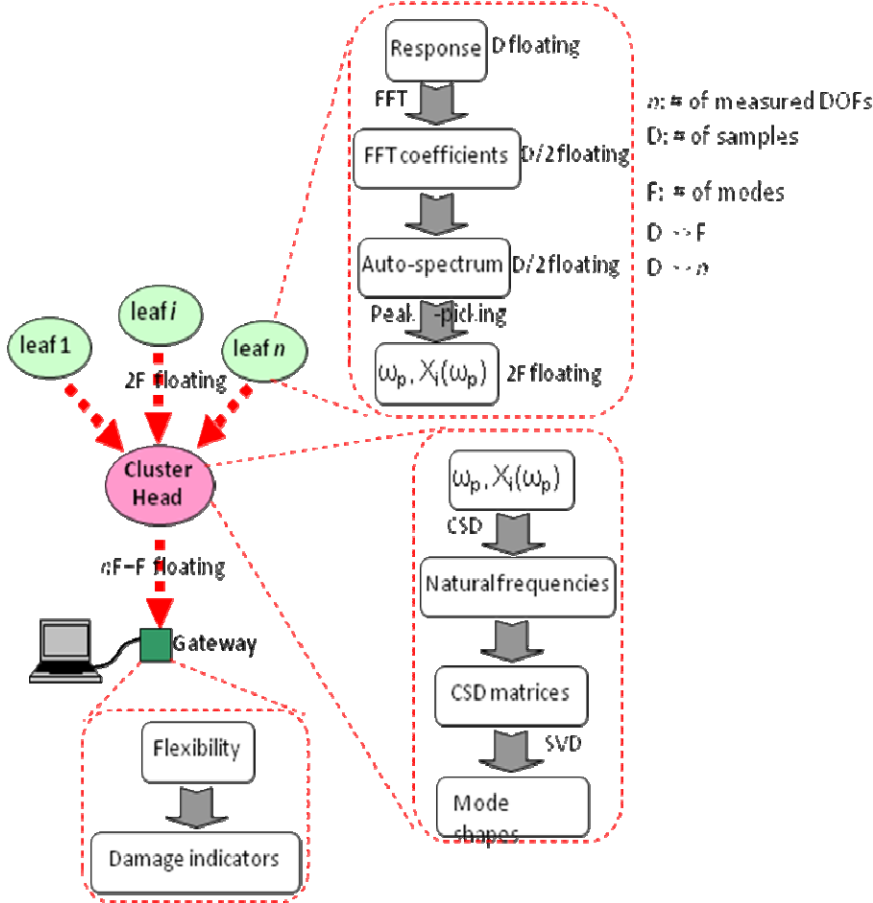 Response
D floating
FFT
FFT coefficients
D/2 floating
Auto-spectrum
D/2 floating
Peak-picking
ωp, Xi(ωp)
2F floating
n: # of measured DOFs
D: # of samples
F: # of modes
D F
D n
leaf 1
leaf i
leaf n
2F floating
Cluster
Head
floating
Gateway
Flexibility
Damage indicators
ωp, Xi(ωp)
CSD
Natural frequencies
CSD matrices
SVD
Mode
shapes